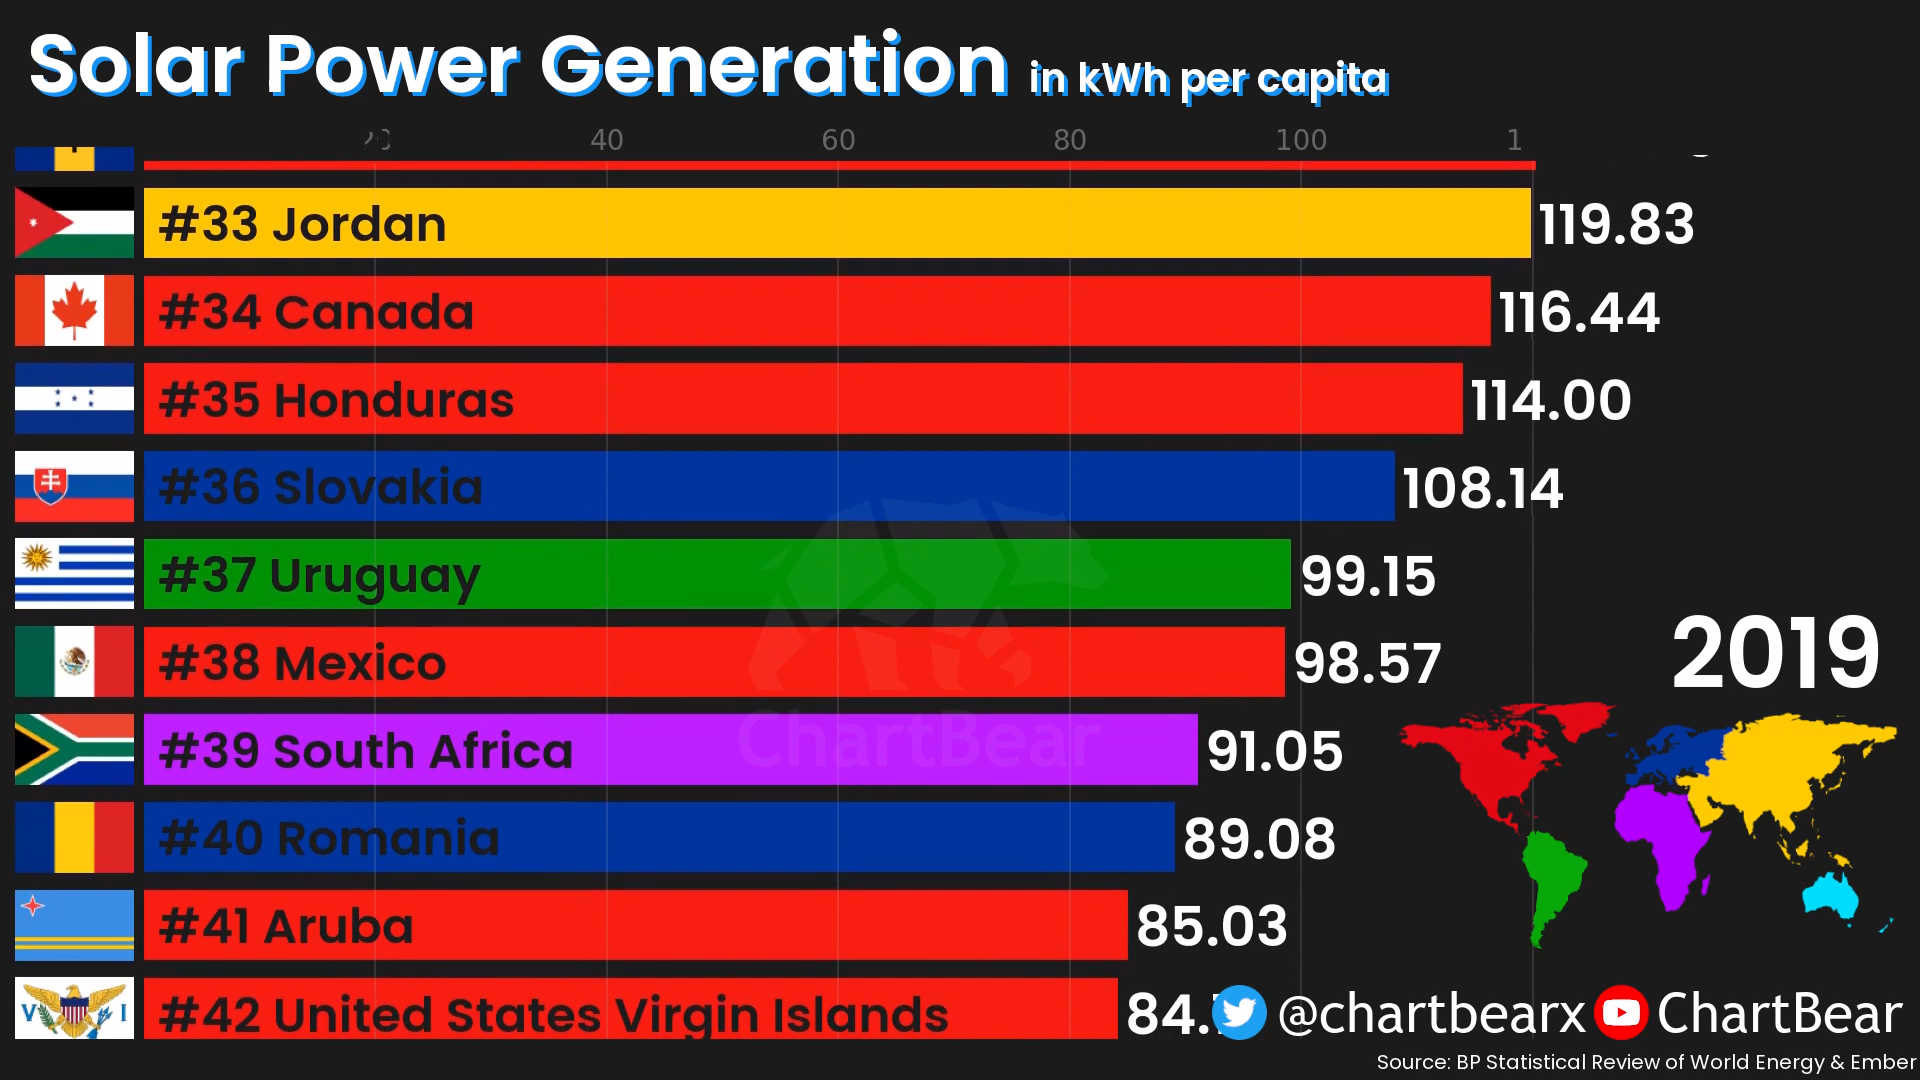 Solar Power Generation in kWh per capita
40 60 80 100 1
#33 Jordan 119.83
#34 Canada 116.44
#35 Honduras 114.00
#36 Slovakia 108.14
#37 Uruguay 99.15
#38 Mexico 98.57
2019
#39 South Africa 91.05
ChartBear
#40 Romania 89.08
#41 Aruba 85.03
#42 United States Virgin Islands 84.
V I
@chartbearx ChartBear
Source: BP Statistical Review of World Energy & Ember